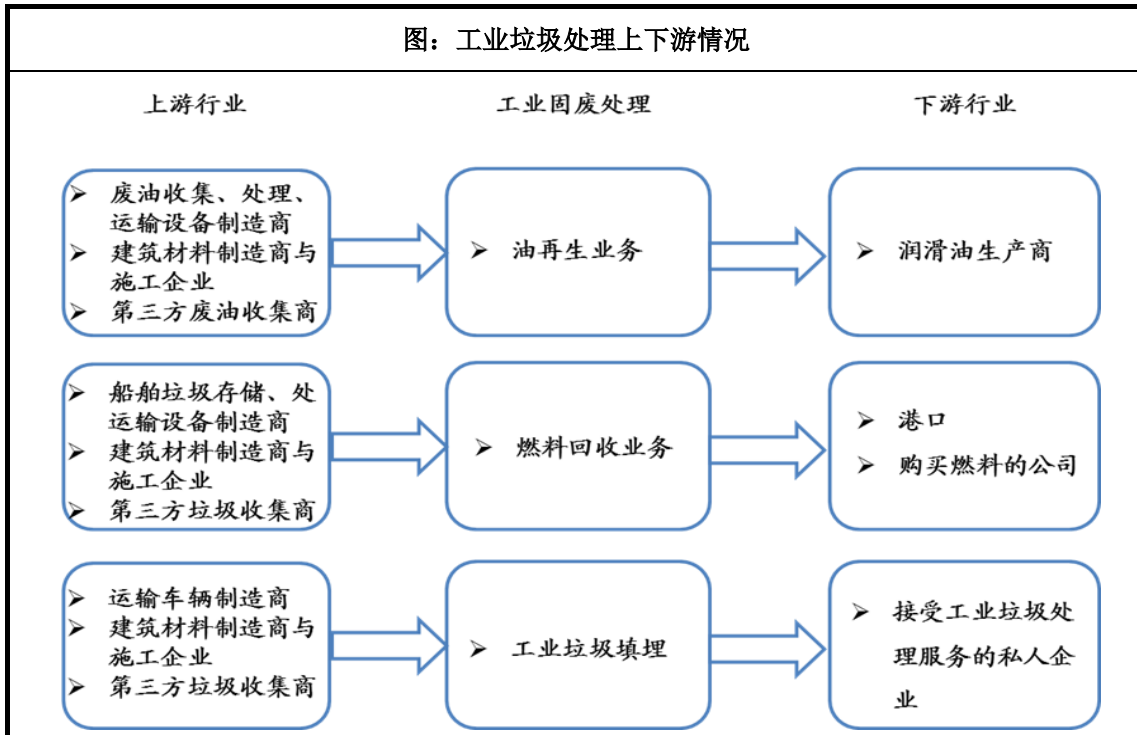 图：工业垃圾处理上下游情况
上游行业
工业固废处理
下游行业
➢ 废油收集、处理、
运输设备制造商
➢ 建筑材料制造商与
施工企业
➢ 第三方废油收集商
➢ 油再生业务
➢ 润滑油生产商
➢ 船舶垃圾存储、处
运输设备制造商
➢ 建筑材料制造商与
施工企业
➢ 第三方垃圾收集商
➢ 燃料回收业务
➢ 港口
➢ 购买燃料的公司
➢ 运输车辆制造商
➢ 建筑材料制造商与
施工企业
➢ 第三方垃圾收集商
➢ 工业垃圾填埋
➢ 接受工业垃圾处
理服务的私人企
业